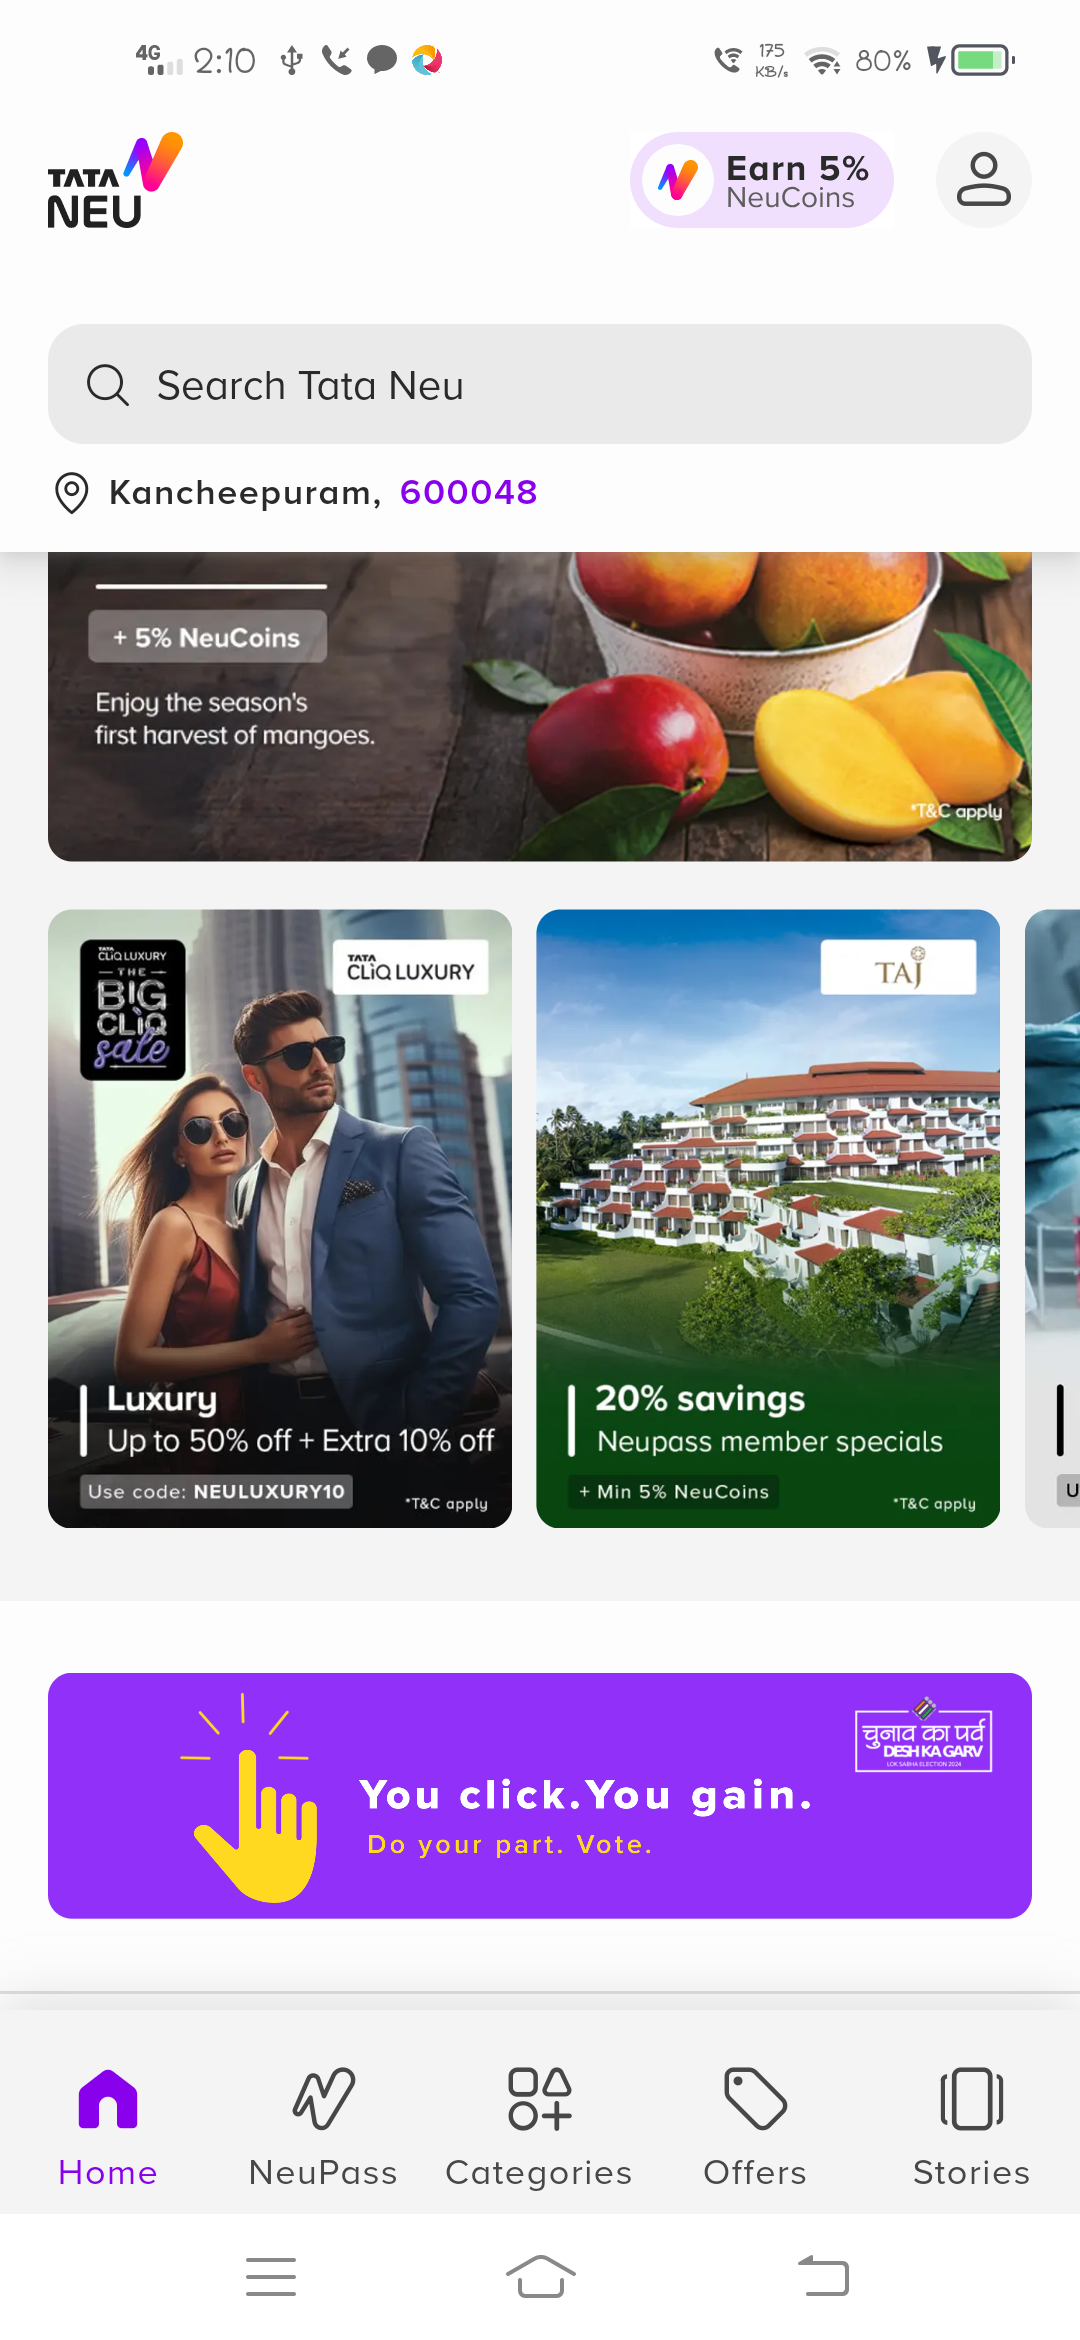 4G 2:10 175 KB/s 80%
TATA NEU
Earn 5%
NeuCoins
Search Tata Neu
Kancheepuram, 600048
+ 5% NeuCoins
Enjoy the season's
first harvest of mangoes.
*T&C apply
TATA
CLiQ LUXURY
THE
BIG
CLiQ
sale
TATA
CLiQ LUXURY
Luxury
Up to 50% off + Extra 10% off
Use code: NEULUXURY10
*T&C apply
TAJ
20% savings
Neupass member specials
+ Min 5% NeuCoins
*T&C apply
U
चुनाव का पर्व
DESH KA GARV
LOK SABHA ELECTION 2024
You click.You gain.
Do your part. Vote.
Home NeuPass Categories Offers Stories